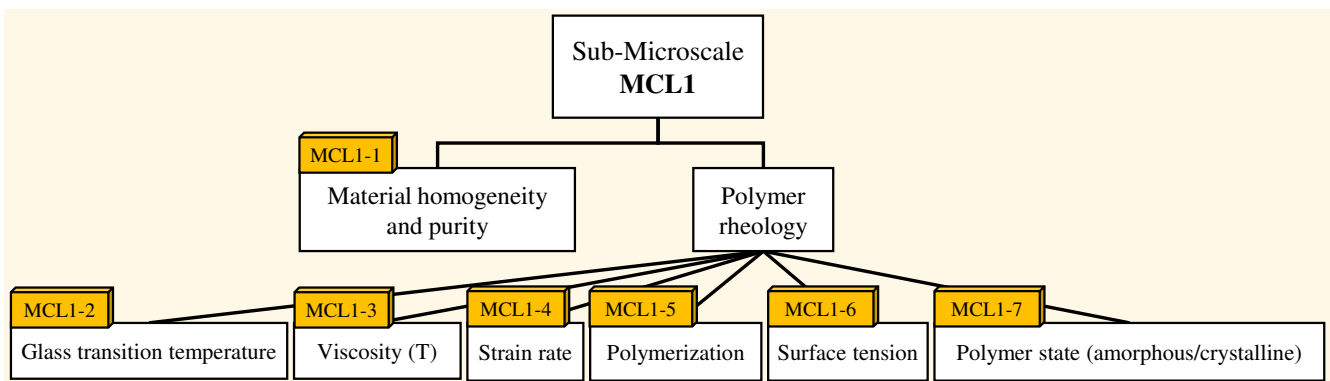 Sub-Microscale
MCL1
MCL1-1
Material homogeneity
and purity
Polymer
rheology
MCL1-2
MCL1-3
MCL1-4
MCL1-5
MCL1-6
MCL1-7
Glass transition temperature
Viscosity (T)
Strain rate
Polymerization
Surface tension
Polymer state (amorphous/crystalline)